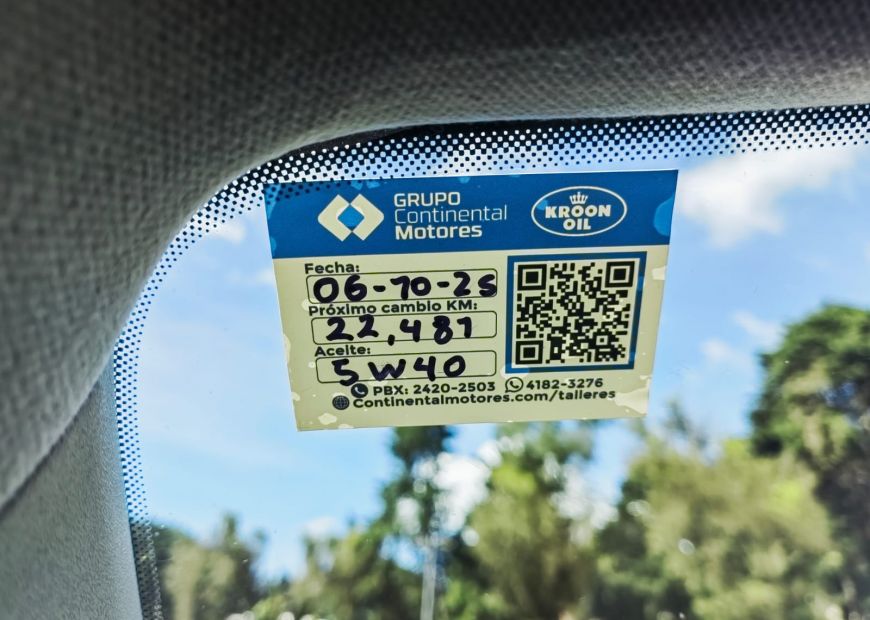 GRUPO
Continental
Motores
KROON
OIL
Fecha:
06-10-25
Próximo cambio KM:
22,481
Aceite:
5W40
PBX: 2420-2503 4182-3276
Continentalmotores.com/talleres